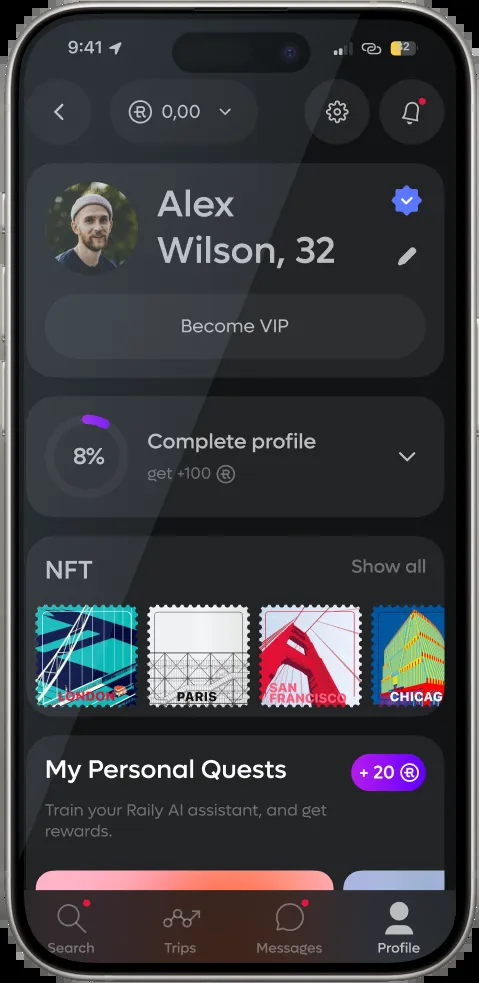 9:41
32
0,00
Alex
Wilson, 32
Become VIP
8%
Complete profile
get +100
NFT
Show all
LONDON
PARIS
SAN
FRANCISCO
CHICAG
My Personal Quests
+ 20
Train your Raily AI assistant, and get
rewards.
Search
Trips
Messages
Profile